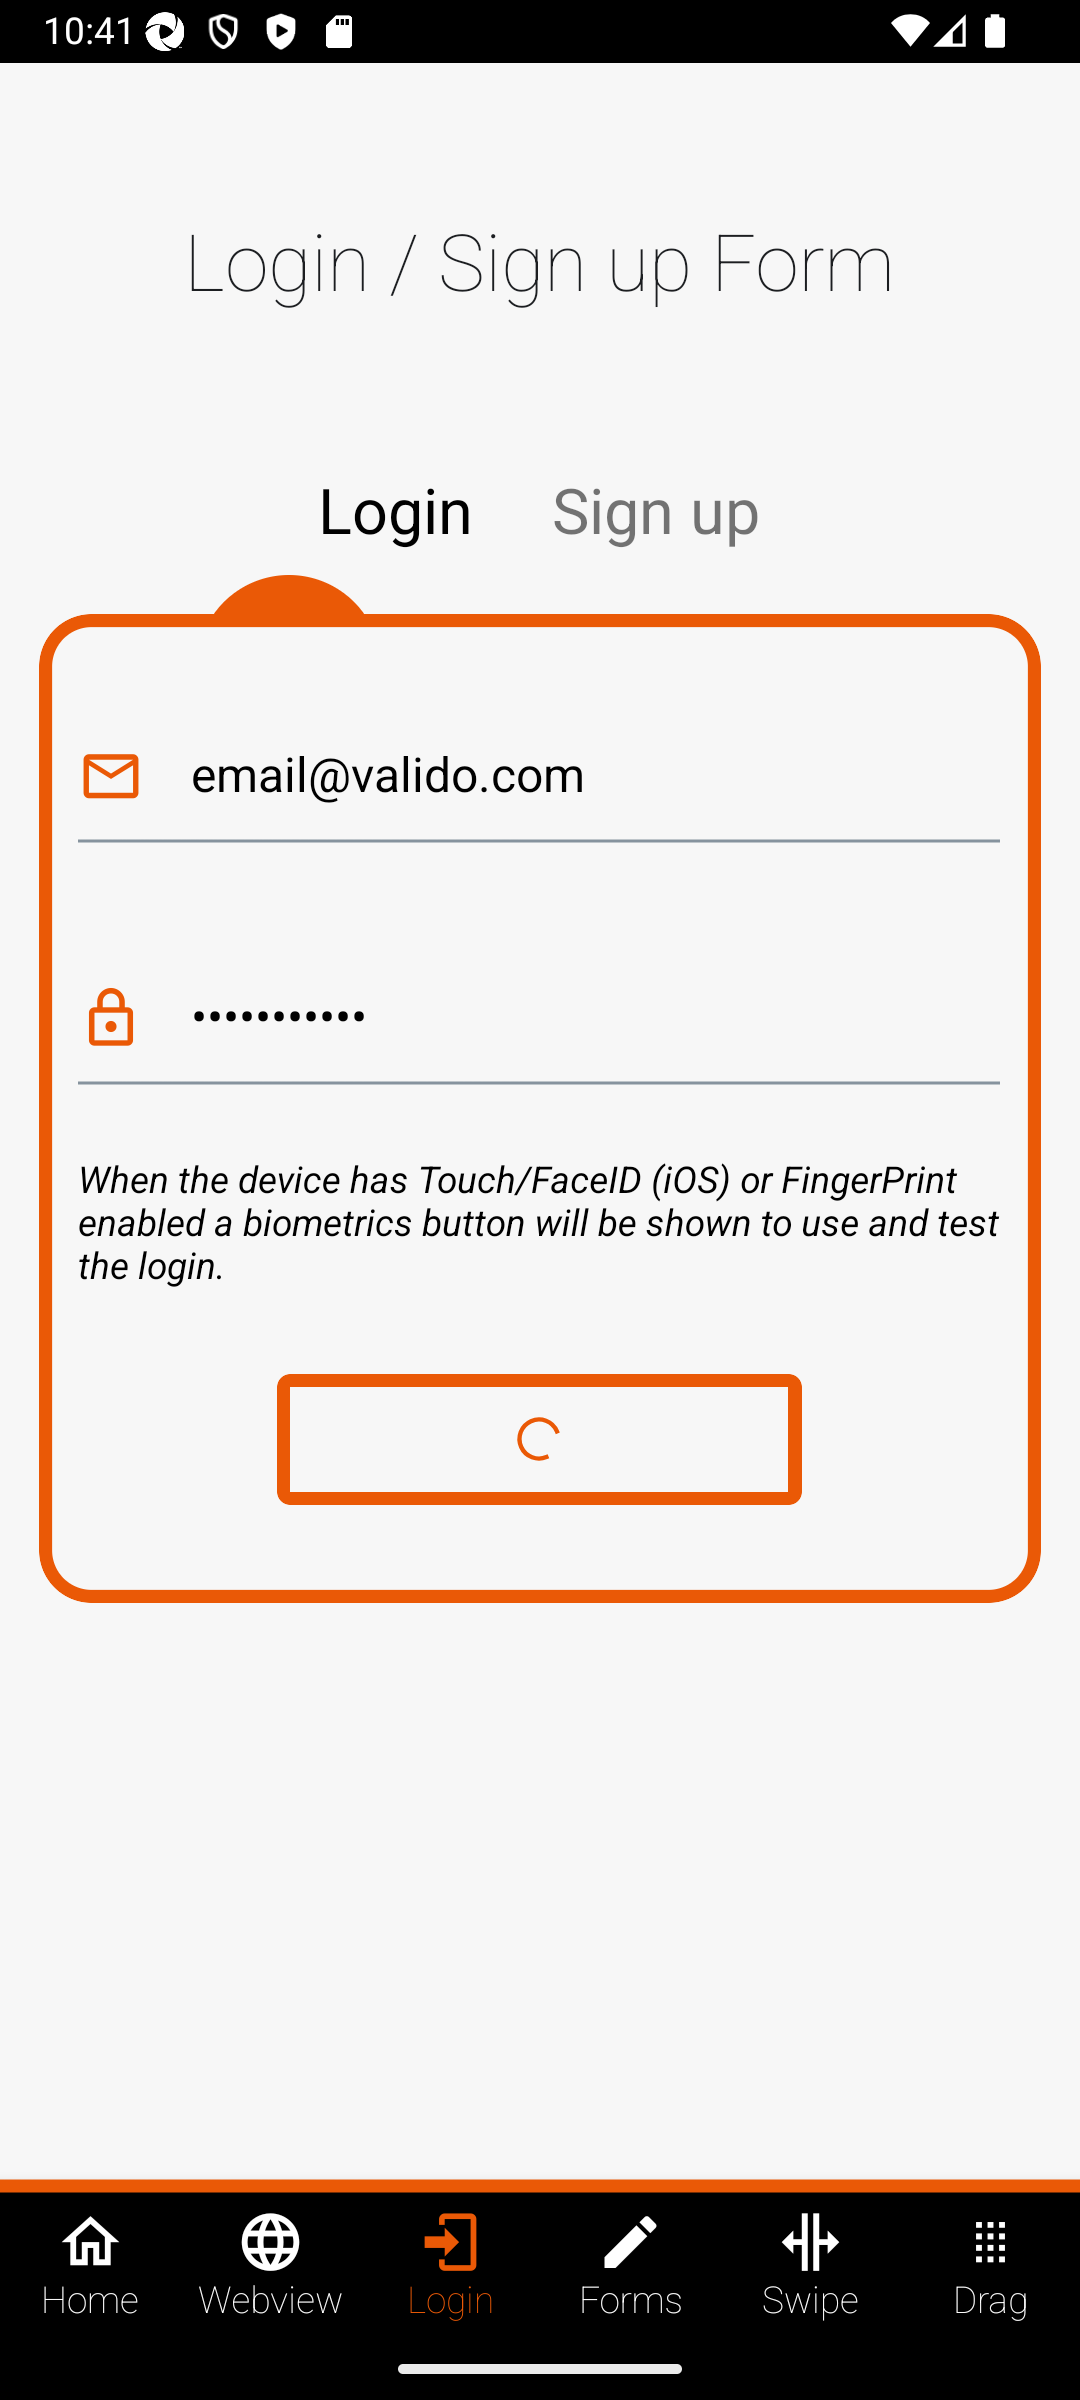 10:41
Login / Sign up Form
Login Sign up
email@valido.com
•••••••••••
When the device has Touch/FaceID (iOS) or FingerPrint
enabled a biometrics button will be shown to use and test
the login.
Home Webview Login Forms Swipe Drag